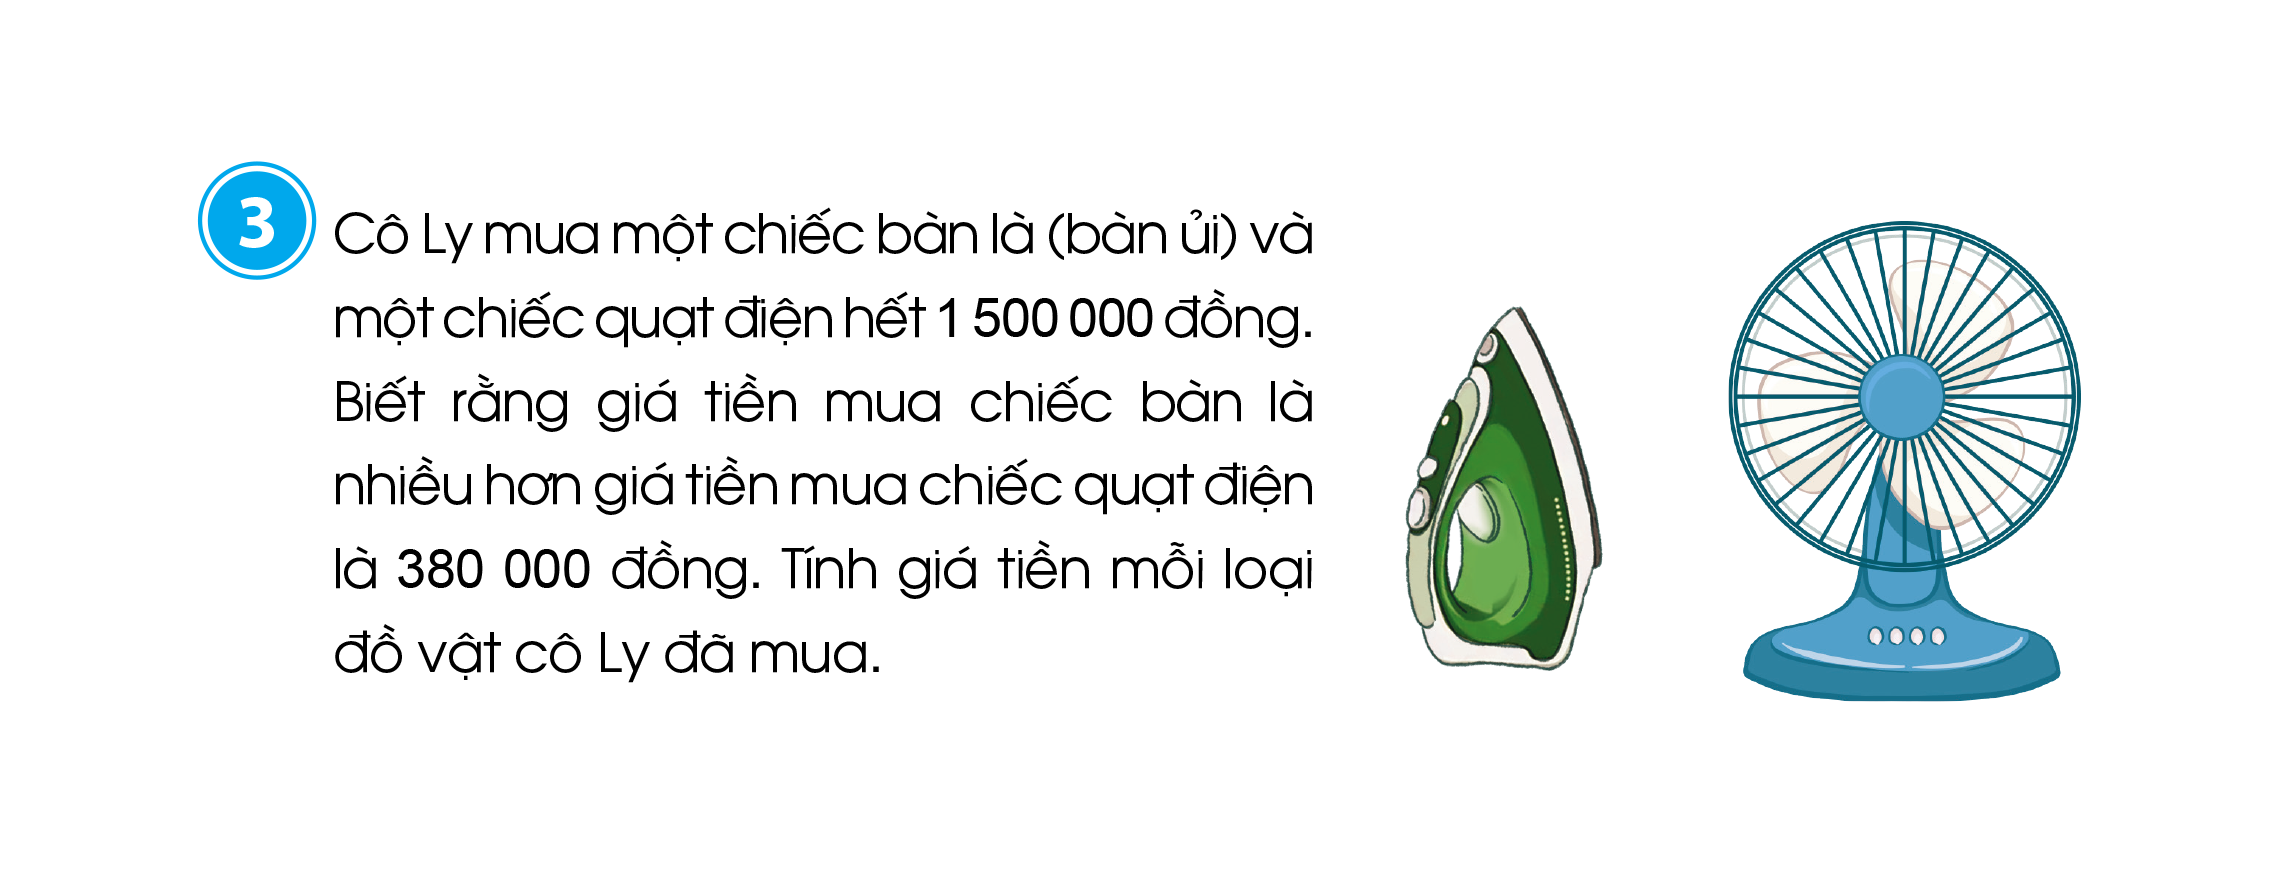 3
Cô Ly mua một chiếc bàn là (bàn ủi) và
một chiếc quạt điện hết 1 500 000 đồng.
Biết rằng giá tiền mua chiếc bàn là
nhiều hơn giá tiền mua chiếc quạt điện
là 380 000 đồng. Tính giá tiền mỗi loại
đồ vật cô Ly đã mua.